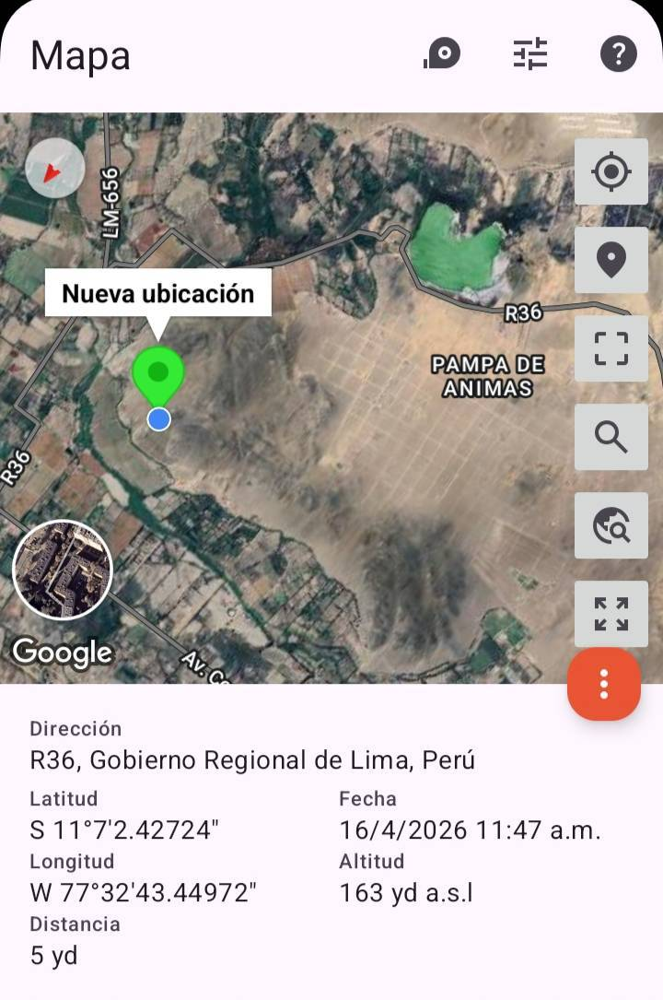 Mapa
LM-656
Nueva ubicación
R36
PAMPA DE
ANIMAS
R36
Google
Av. Co
Dirección
R36, Gobierno Regional de Lima, Perú
Latitud
Fecha
S 11°7'2.42724"
16/4/2026 11:47 a.m.
Longitud
Altitud
W 77°32'43.44972"
163 yd a.s.l
Distancia
5 yd